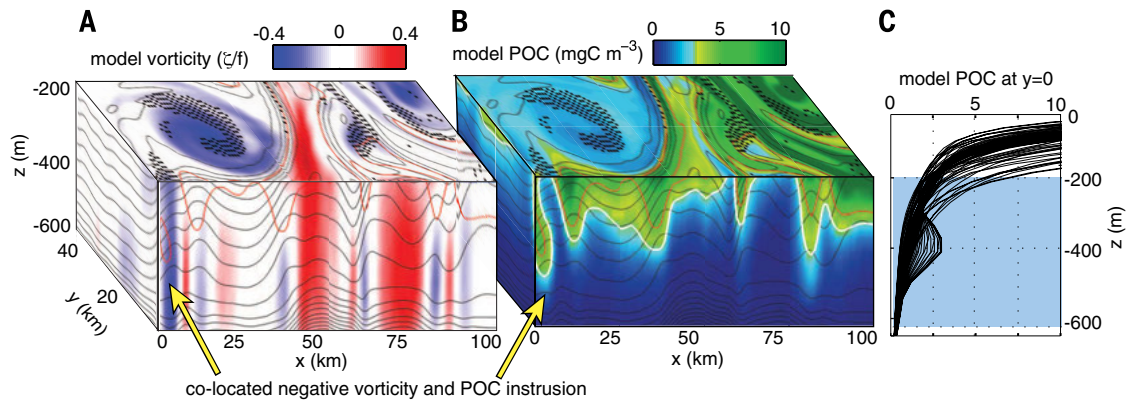 A
model vorticity (ζ/f)
-0.4 0 0.4
-200
-400
-600
z (m)
40
20
0
y (km)
0 25 50 75 100
x (km)
B
model POC (mgC m⁻³)
0 5 10
0 25 50 75 100
x (km)
co-located negative vorticity and POC instrusion
C
model POC at y=0
0 5 10
0
-200
-400
-600
z (m)